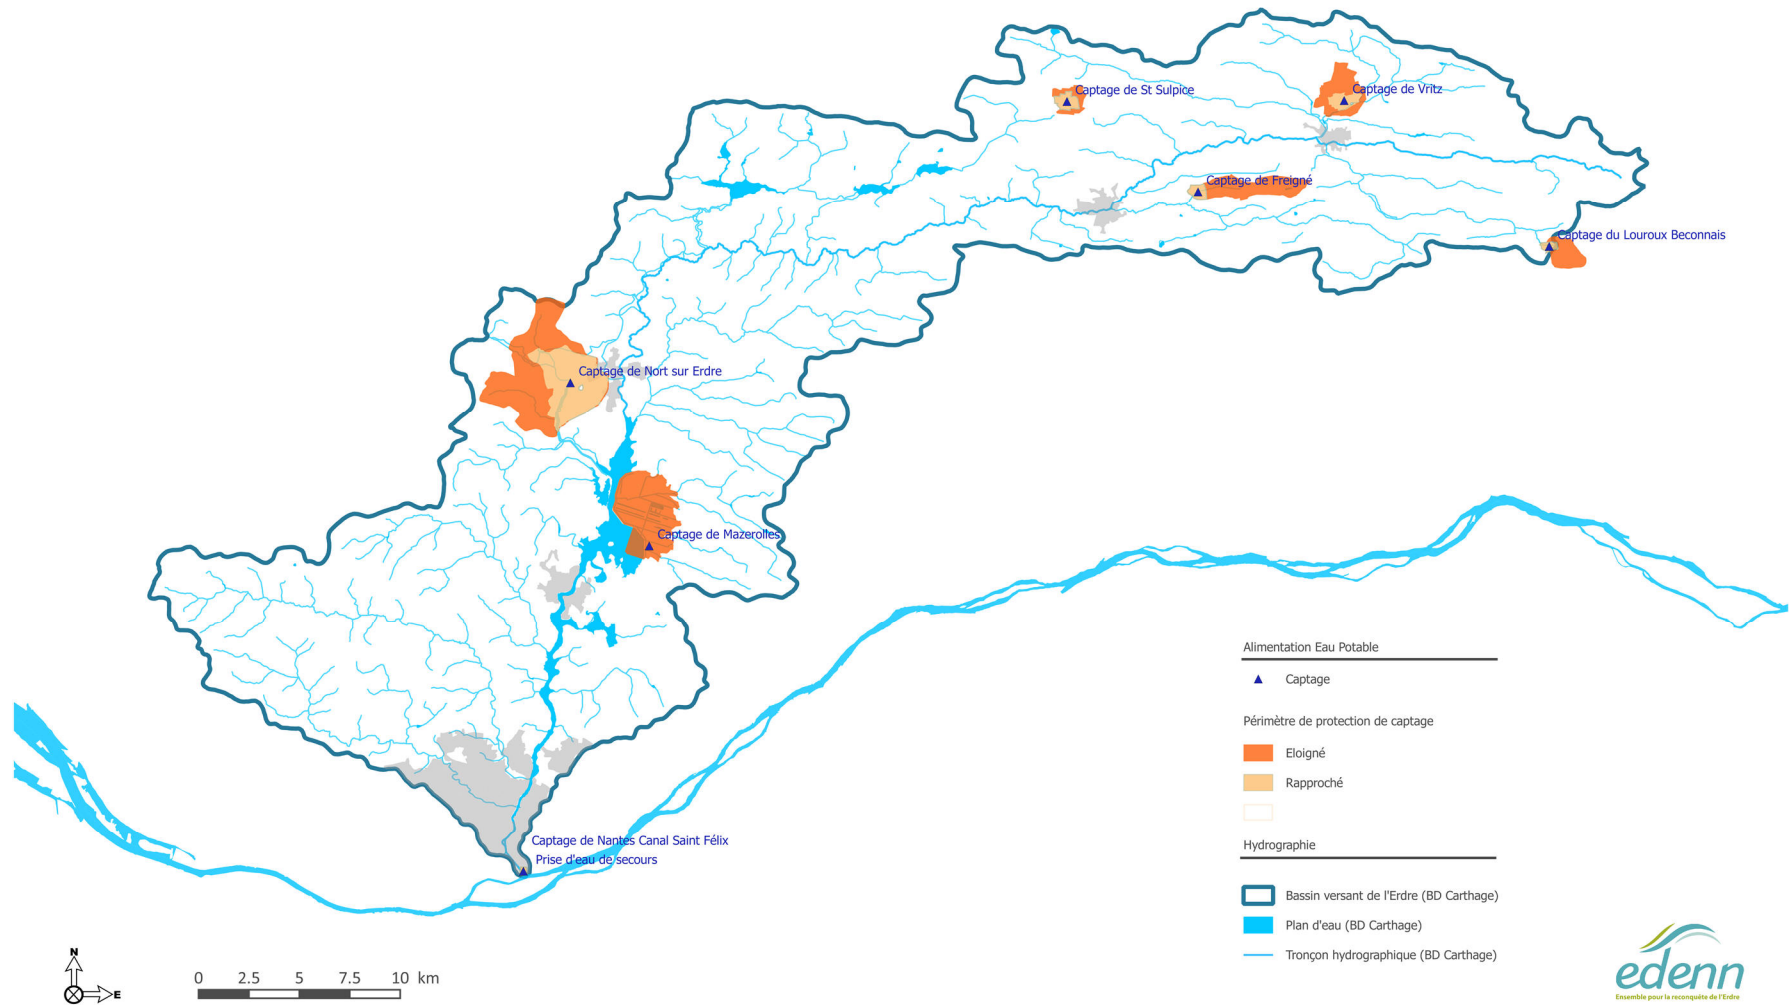 Captage de St Sulpice
Captage de Vritz
Captage de Freigné
Captage du Louroux Beconnais
Captage de Nort sur Erdre
Captage de Mazerolles
Captage de Nantes Canal Saint Félix
Prise d'eau de secours
Alimentation Eau Potable
Captage
Périmètre de protection de captage
Eloigné
Rapproché
Hydrographie
Bassin versant de l'Erdre (BD Carthage)
Plan d'eau (BD Carthage)
Tronçon hydrographique (BD Carthage)
N
E
0 2.5 5 7.5 10 km
edenn
Ensemble pour la reconquête de l'Erdre